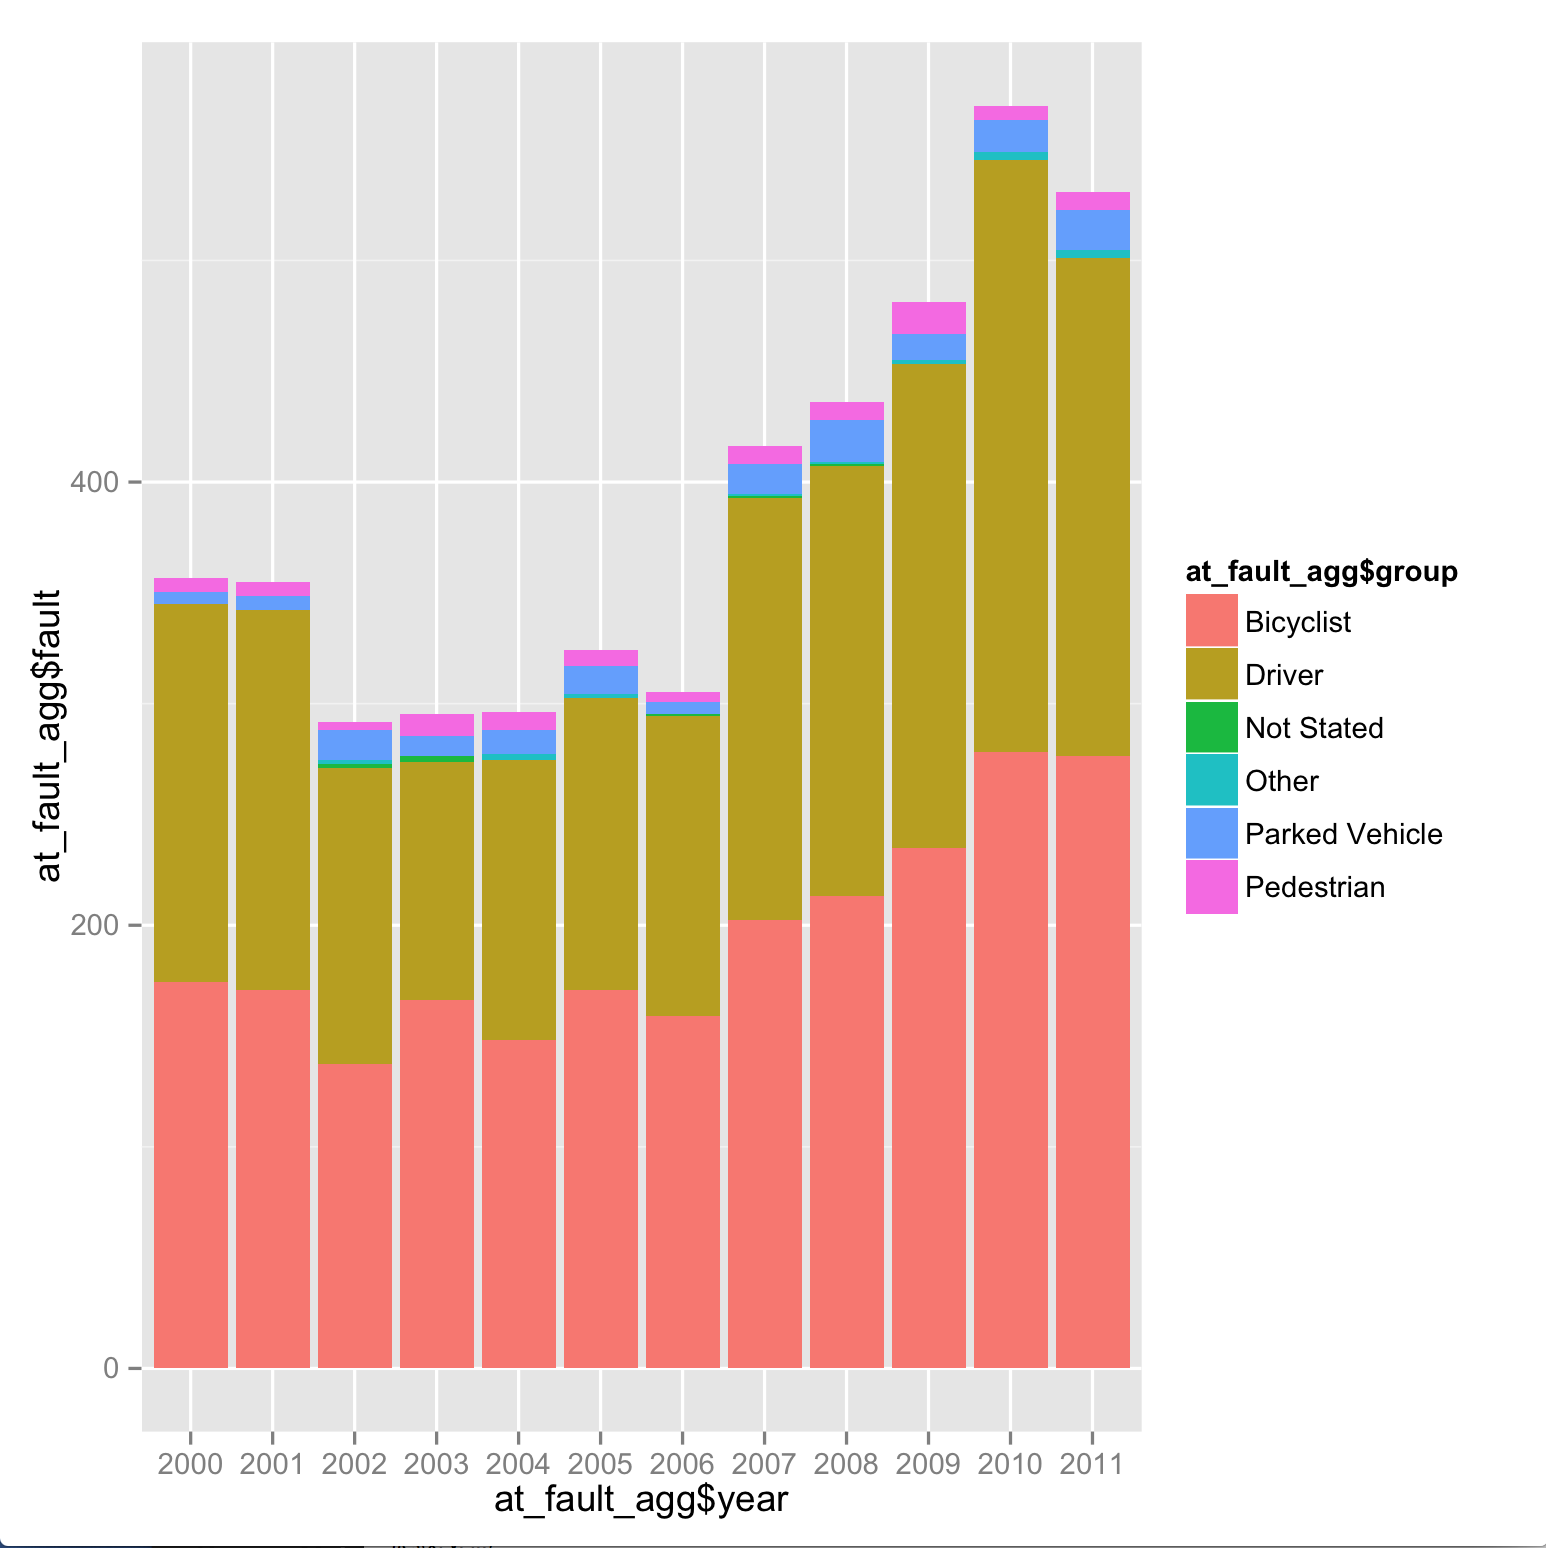 at_fault_agg$fault
400
200
0
2000 2001 2002 2003 2004 2005 2006 2007 2008 2009 2010 2011
at_fault_agg$year
at_fault_agg$group
Bicyclist
Driver
Not Stated
Other
Parked Vehicle
Pedestrian